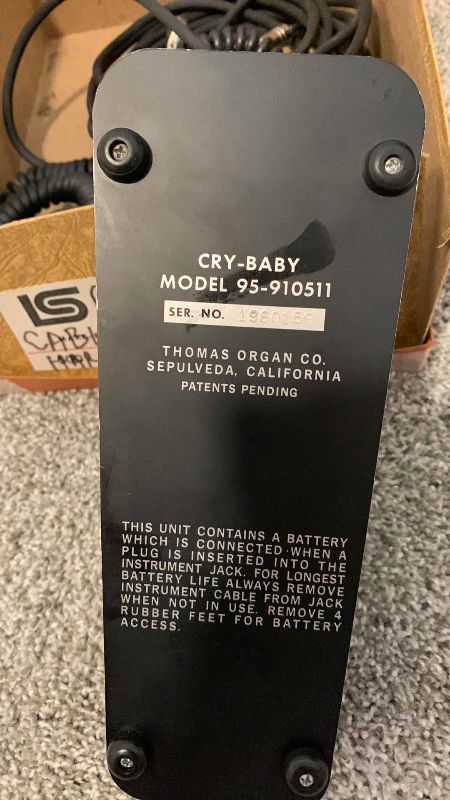 CRY-BABY
MODEL 95-910511
SER. NO.
THOMAS ORGAN CO.
SEPULVEDA, CALIFORNIA
PATENTS PENDING
THIS UNIT CONTAINS A BATTERY
WHICH IS CONNECTED·WHEN A
PLUG IS INSERTED INTO THE
INSTRUMENT JACK. FOR LONGEST
BATTERY LIFE ALWAYS REMOVE
INSTRUMENT CABLE FROM JACK
WHEN NOT IN USE. REMOVE 4
RUBBER FEET FOR BATTERY
ACCESS.
LS